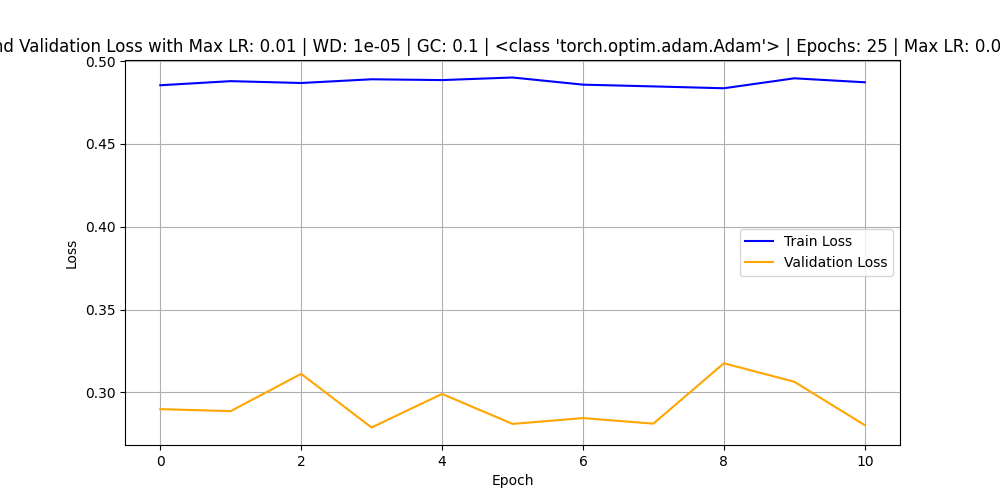 nd Validation Loss with Max LR: 0.01 | WD: 1e-05 | GC: 0.1 | <class 'torch.optim.adam.Adam'> | Epochs: 25 | Max LR: 0.0
0.50
0.45
0.40
0.35
0.30
Loss
Train Loss
Validation Loss
0 2 4 6 8 10
Epoch